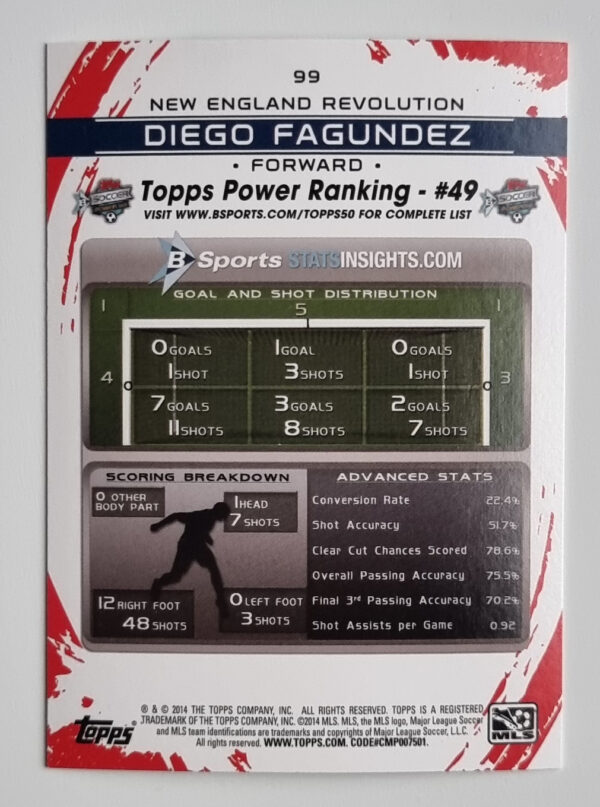 99
NEW ENGLAND REVOLUTION
DIEGO FAGUNDEZ
• FORWARD •
Topps Power Ranking - #49
VISIT WWW.BSPORTS.COM/TOPPS50 FOR COMPLETE LIST
SOCCER
SOCCER
B Sports STATSINSIGHTS.COM
GOAL AND SHOT DISTRIBUTION
1 5 1
0 GOALS 1 GOAL 0 GOALS
1 SHOT 3 SHOTS 1 SHOT
4 0 0 3
7 GOALS 3 GOALS 2 GOALS
11 SHOTS 8 SHOTS 7 SHOTS
SCORING BREAKDOWN
0 OTHER
BODY PART
1 HEAD
7 SHOTS
12 RIGHT FOOT
48 SHOTS
0 LEFT FOOT
3 SHOTS
ADVANCED STATS
Conversion Rate 22.4%
Shot Accuracy 51.7%
Clear Cut Chances Scored 78.6%
Overall Passing Accuracy 75.5%
Final 3rd Passing Accuracy 70.2%
Shot Assists per Game 0.92
® & © 2014 THE TOPPS COMPANY, INC. ALL RIGHTS RESERVED. TOPPS IS A REGISTERED
TRADEMARK OF THE TOPPS COMPANY, INC. ©2014 MLS. MLS, the MLS logo, Major League Soccer
and MLS team identifications are trademarks and copyrights of Major League Soccer, L.L.C.
All rights reserved. WWW.TOPPS.COM. CODE#CMP007501.
TOPPS
MLS